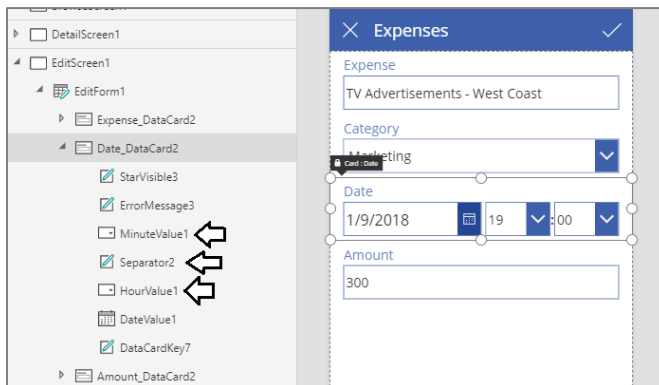 DetailScreen1
EditScreen1
EditForm1
Expense_DataCard2
Date_DataCard2
StarVisible3
ErrorMessage3
MinuteValue1
Separator2
HourValue1
DateValue1
DataCardKey7
Amount_DataCard2
Expenses
Expense
TV Advertisements - West Coast
Category
Marketing
Card : Date
Date
1/9/2018 19 : 00
Amount
300